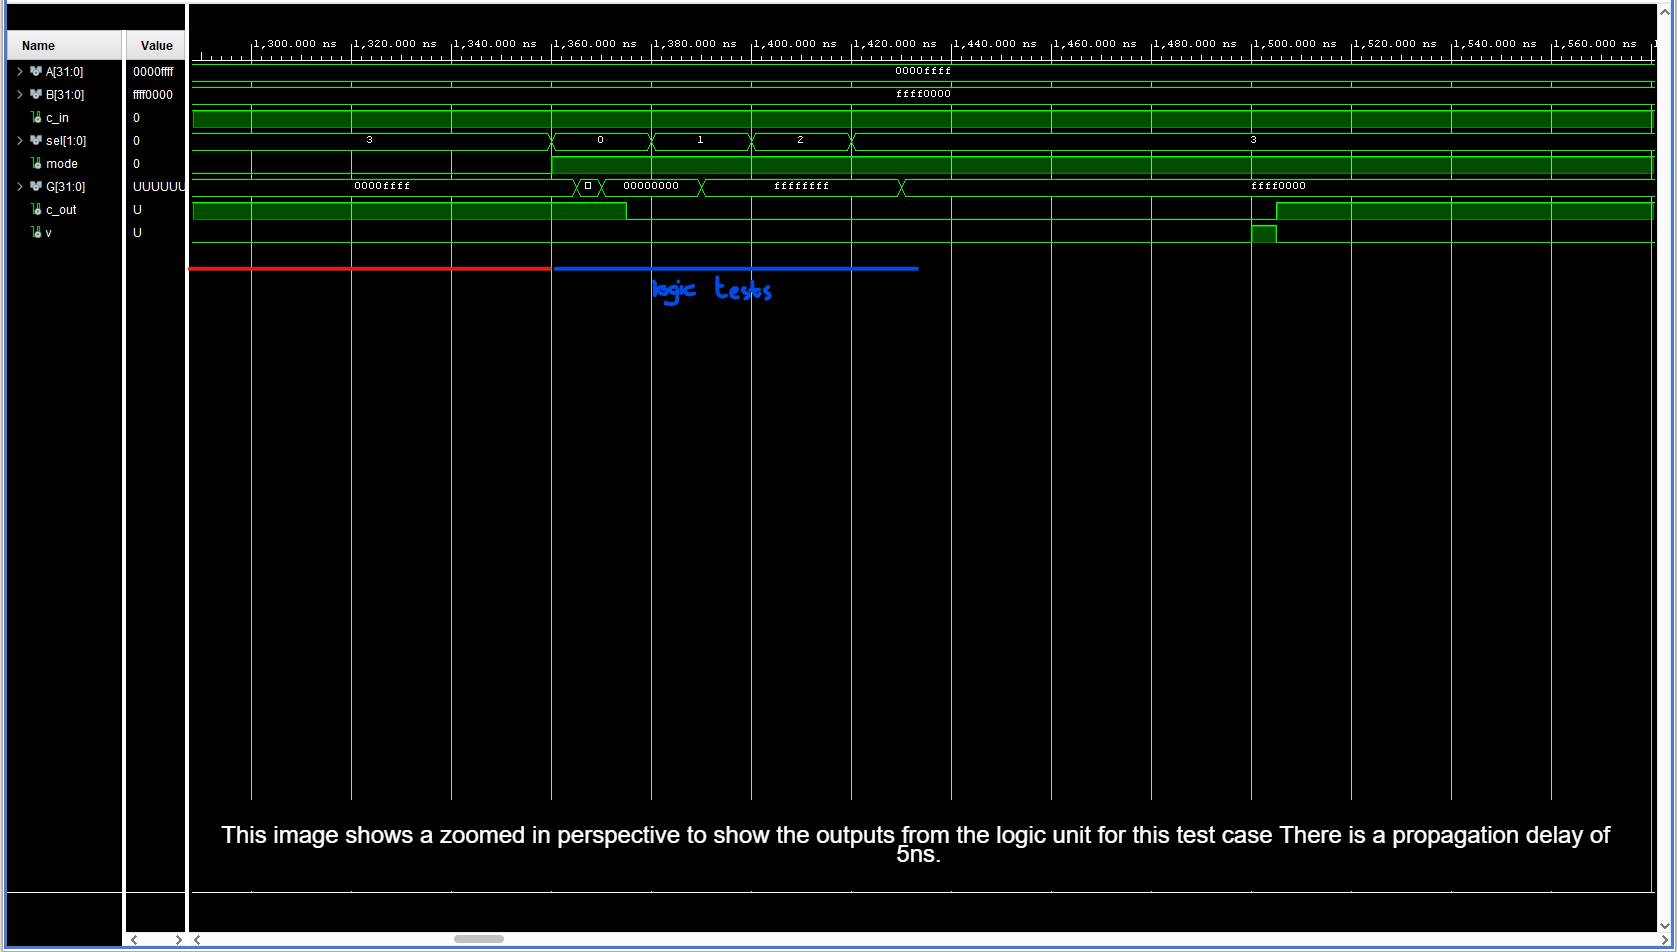 Name Value
1,300.000 ns 1,320.000 ns 1,340.000 ns 1,360.000 ns 1,380.000 ns 1,400.000 ns 1,420.000 ns 1,440.000 ns 1,460.000 ns 1,480.000 ns 1,500.000 ns 1,520.000 ns 1,540.000 ns 1,560.000 ns
A[31:0] 0000ffff 0000ffff
B[31:0] ffff0000 ffff0000
c_in 0
sel[1:0] 0 3 0 1 2 3
mode 0
G[31:0] UUUUUU 0000ffff 00000000 ffffffff ffff0000
c_out U
v U
logic tests
This image shows a zoomed in perspective to show the outputs from the logic unit for this test case There is a propagation delay of
5ns.